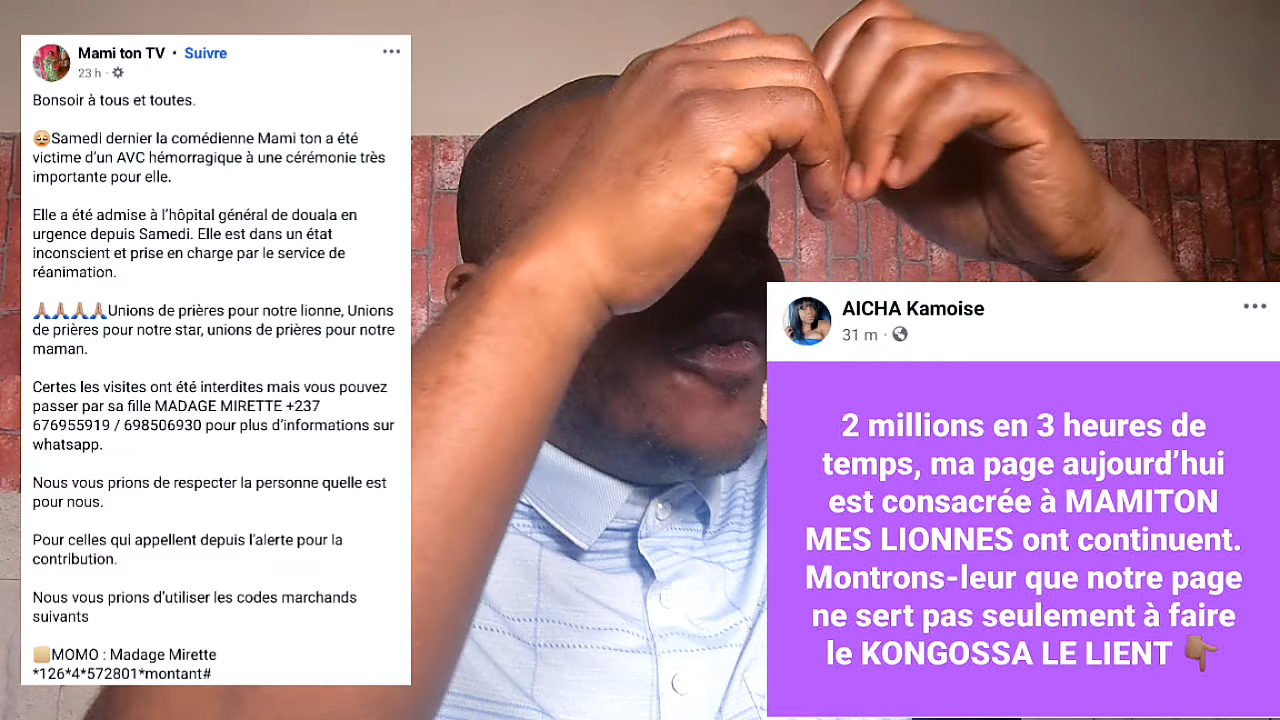 Mami ton TV • Suivre
23 h ·
Bonsoir à tous et toutes.
😔Samedi dernier la comédienne Mami ton a été
victime d'un AVC hémorragique à une cérémonie très
importante pour elle.
Elle a été admise à l'hôpital général de douala en
urgence depuis Samedi. Elle est dans un état
inconscient et prise en charge par le service de
réanimation.
🙏🏽🙏🏽🙏🏽🙏🏽Unions de prières pour notre lionne, Unions
de prières pour notre star, unions de prières pour notre
maman.
Certes les visites ont été interdites mais vous pouvez
passer par sa fille MADAGE MIRETTE +237
676955919 / 698506930 pour plus d'informations sur
whatsapp.
Nous vous prions de respecter la personne quelle est
pour nous.
Pour celles qui appellent depuis l'alerte pour la
contribution.
Nous vous prions d'utiliser les codes marchands
suivants
MOMO : Madage Mirette
*126*4*572801*montant#
AICHA Kamoise
31 m ·
2 millions en 3 heures de
temps, ma page aujourd'hui
est consacrée à MAMITON
MES LIONNES ont continuent.
Montrons-leur que notre page
ne sert pas seulement à faire
le KONGOSSA LE LIENT 👇🏾